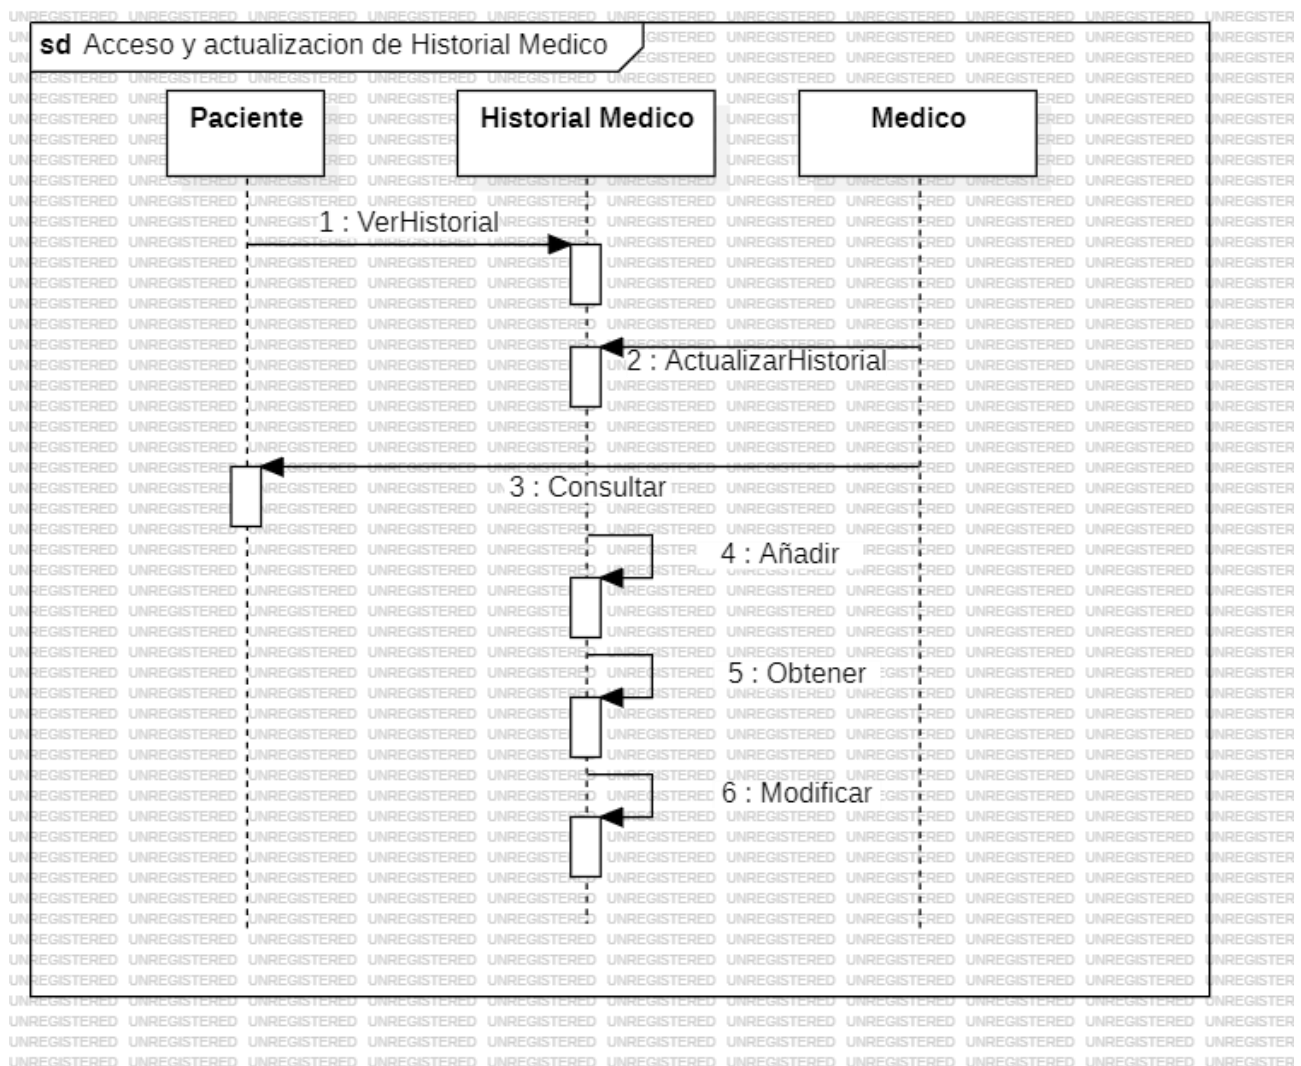 sd Acceso y actualizacion de Historial Medico
Paciente
Historial Medico
Medico
1 : VerHistorial
2 : ActualizarHistorial
3 : Consultar
4 : Añadir
5 : Obtener
6 : Modificar
UNREGISTERED